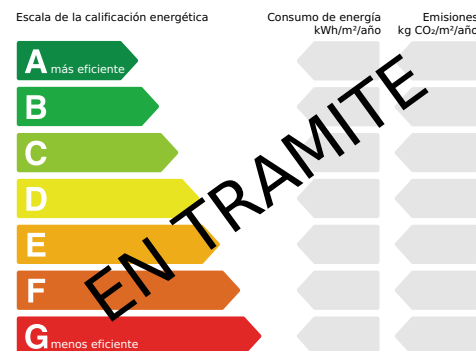 Escala de la calificación energética
Consumo de energía
kWh/m²/año
Emisiones
kg CO₂/m²/año
A más eficiente
B
C
D
E
F
G menos eficiente
EN TRAMITE